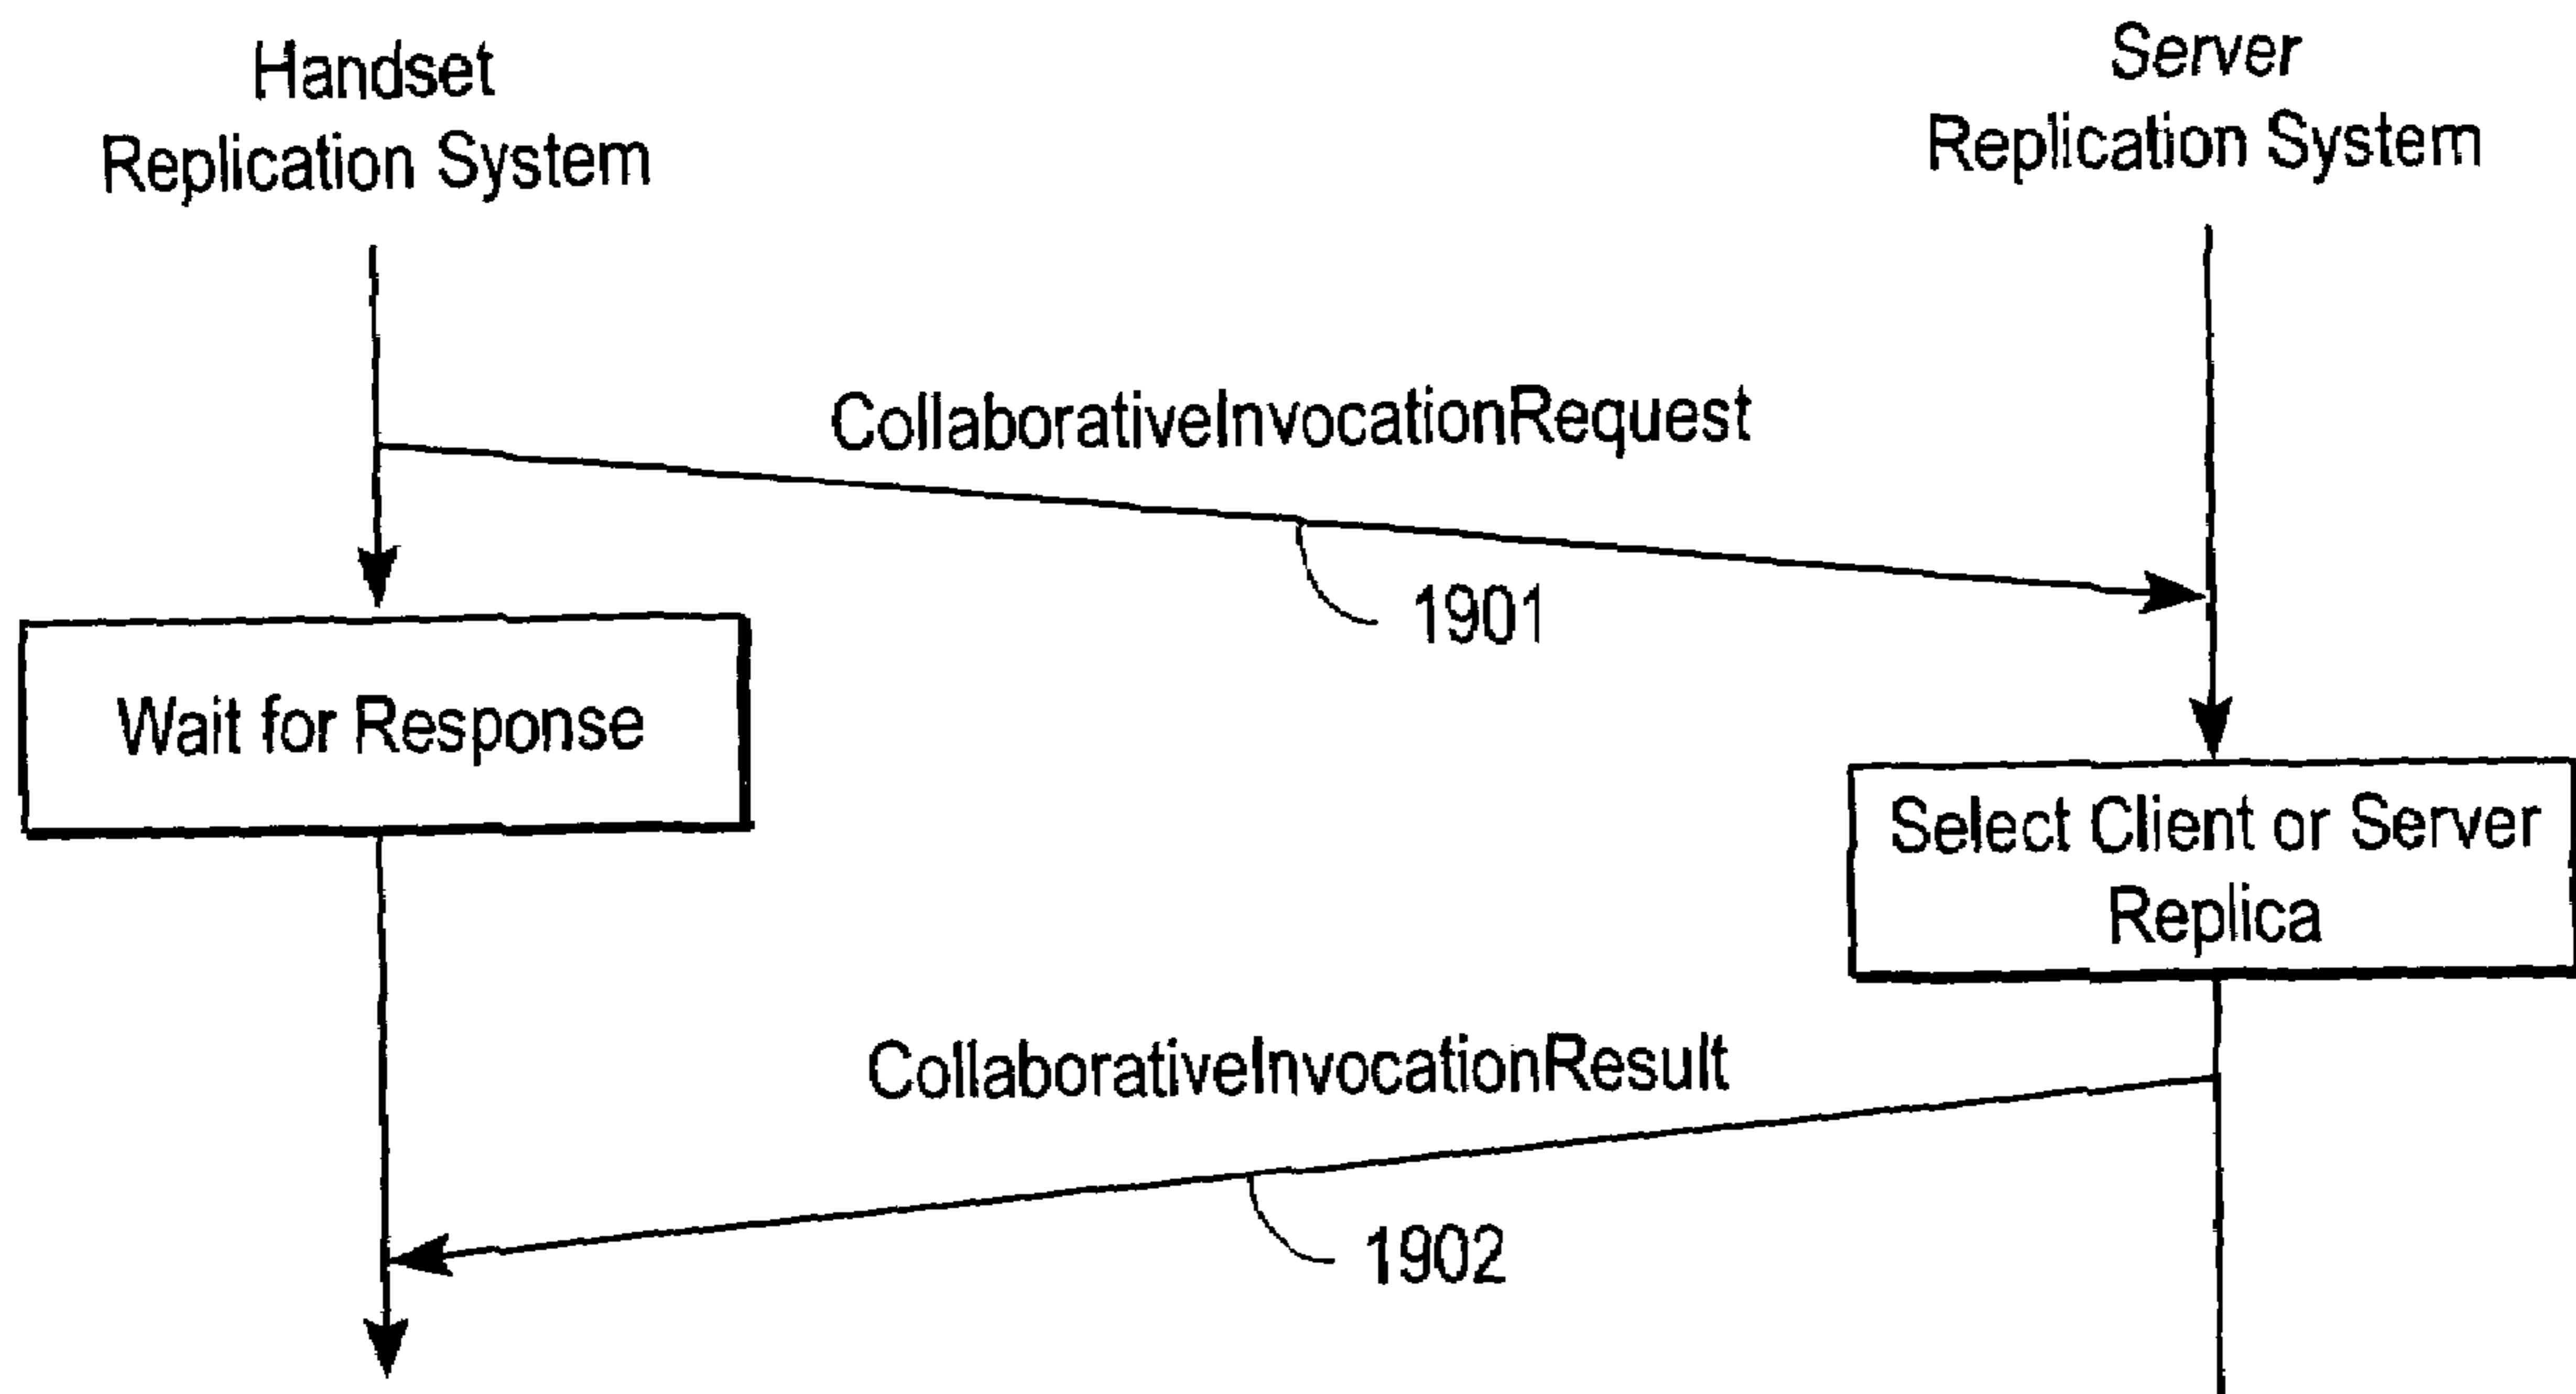 Handset
Replication System
Server
Replication System
CollaborativeInvocationRequest
1901
Wait for Response
Select Client or Server
Replica
CollaborativeInvocationResult
1902